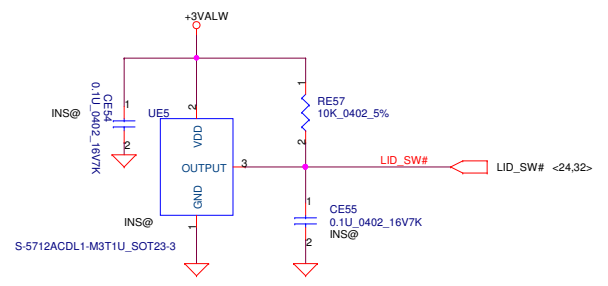 +3VALW
CE54
0.1U_0402_16V7K
INS@
1
2
UE5
2
VDD
OUTPUT
3
GND
1
INS@
S-5712ACDL1-M3T1U_SOT23-3
1
RE57
10K_0402_5%
2
LID_SW#
LID_SW# <24,32>
1
CE55
0.1U_0402_16V7K
INS@
2